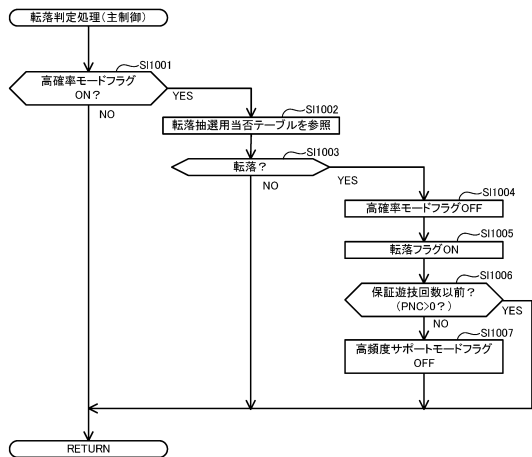 転落判定処理(主制御)
SI1001
高確率モードフラグ
ON?
YES
NO
SI1002
転落抽選用当否テーブルを参照
SI1003
転落?
YES
NO
SI1004
高確率モードフラグOFF
SI1005
転落フラグON
SI1006
保証遊技回数以前?
(PNC>0?)
YES
NO
SI1007
高頻度サポートモードフラグ
OFF
RETURN